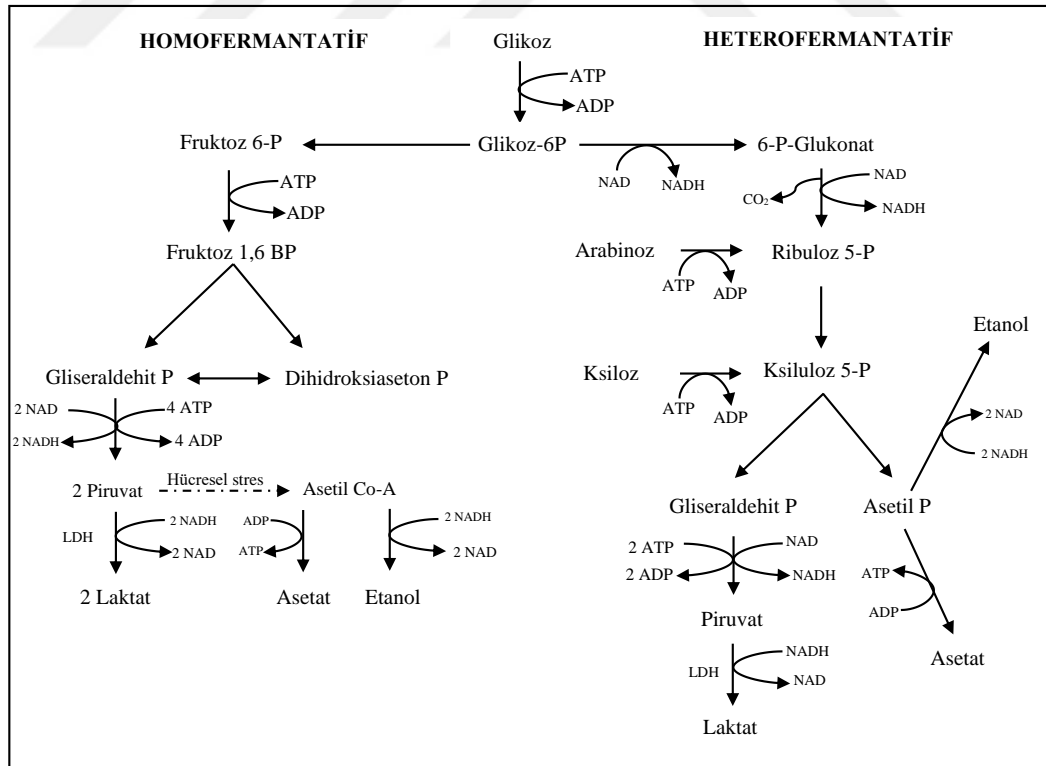 HOMOFERMANTATİF
Glikoz
HETEROFERMANTATİF
ATP
ADP
Fruktoz 6-P
Glikoz-6P
6-P-Glukonat
NAD
NADH
ATP
ADP
CO₂
NAD
NADH
Fruktoz 1,6 BP
Arabinoz
Ribuloz 5-P
ATP
ADP
Etanol
Gliseraldehit P
Dihidroksiaseton P
Ksiloz
Ksiluloz 5-P
ATP
ADP
2 NAD
4 ATP
2 NADH
4 ADP
2 NAD
2 NADH
2 Piruvat
Hücresel stres
Asetil Co-A
Gliseraldehit P
Asetil P
LDH
2 NADH
2 NAD
ADP
ATP
2 NADH
2 NAD
2 ATP
2 ADP
NAD
NADH
ATP
ADP
2 Laktat
Asetat
Etanol
Piruvat
Asetat
LDH
NADH
NAD
Laktat